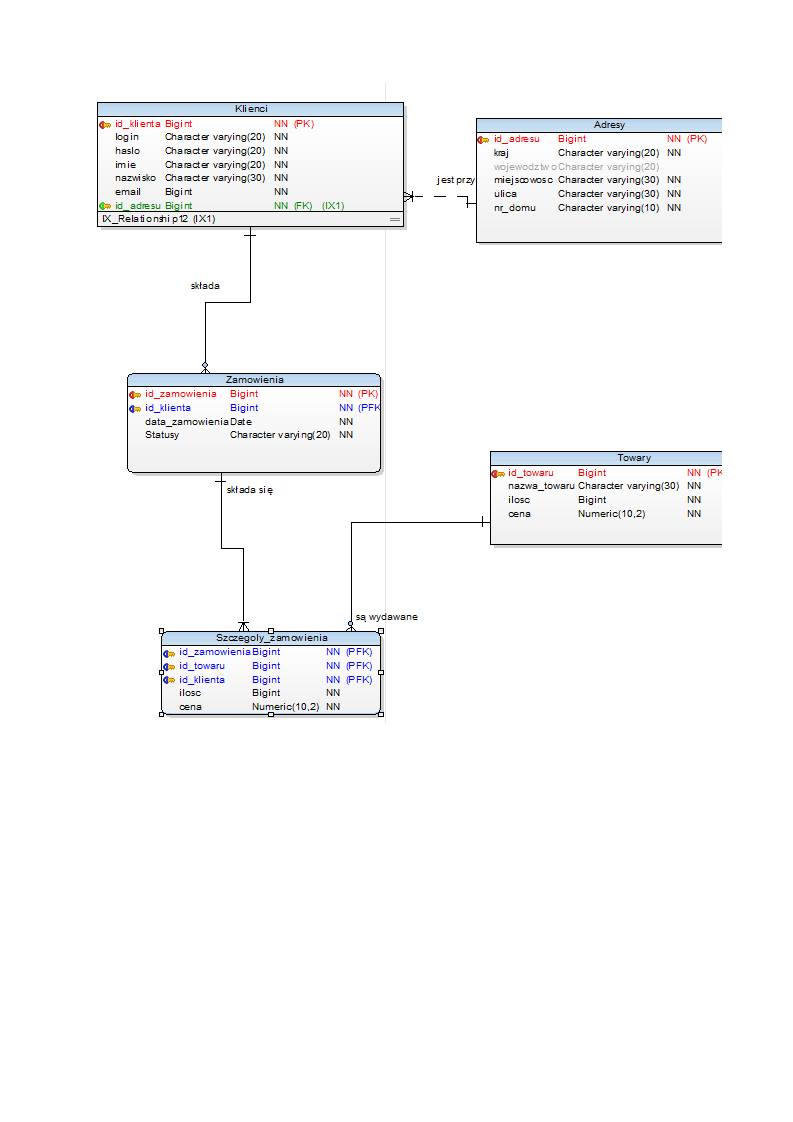 Klienci
id_klienta Bigint NN (PK)
login Character varying(20) NN
haslo Character varying(20) NN
imie Character varying(20) NN
nazwisko Character varying(30) NN
email Bigint NN
id_adresu Bigint NN (FK) (IX1)
IX_Relationship12 (IX1)
Adresy
id_adresu Bigint NN (PK)
kraj Character varying(20) NN
wojewodztwo Character varying(20)
miejscowosc Character varying(30) NN
ulica Character varying(30) NN
nr_domu Character varying(10) NN
jest przy
składa
Zamowienia
id_zamowienia Bigint NN (PK)
id_klienta Bigint NN (PFK
data_zamowienia Date NN
Statusy Character varying(20) NN
składa się
Towary
id_towaru Bigint NN (PK
nazwa_towaru Character varying(30) NN
ilosc Bigint NN
cena Numeric(10,2) NN
są wydawane
Szczegoly_zamowienia
id_zamowienia Bigint NN (PFK)
id_towaru Bigint NN (PFK)
id_klienta Bigint NN (PFK)
ilosc Bigint NN
cena Numeric(10,2) NN